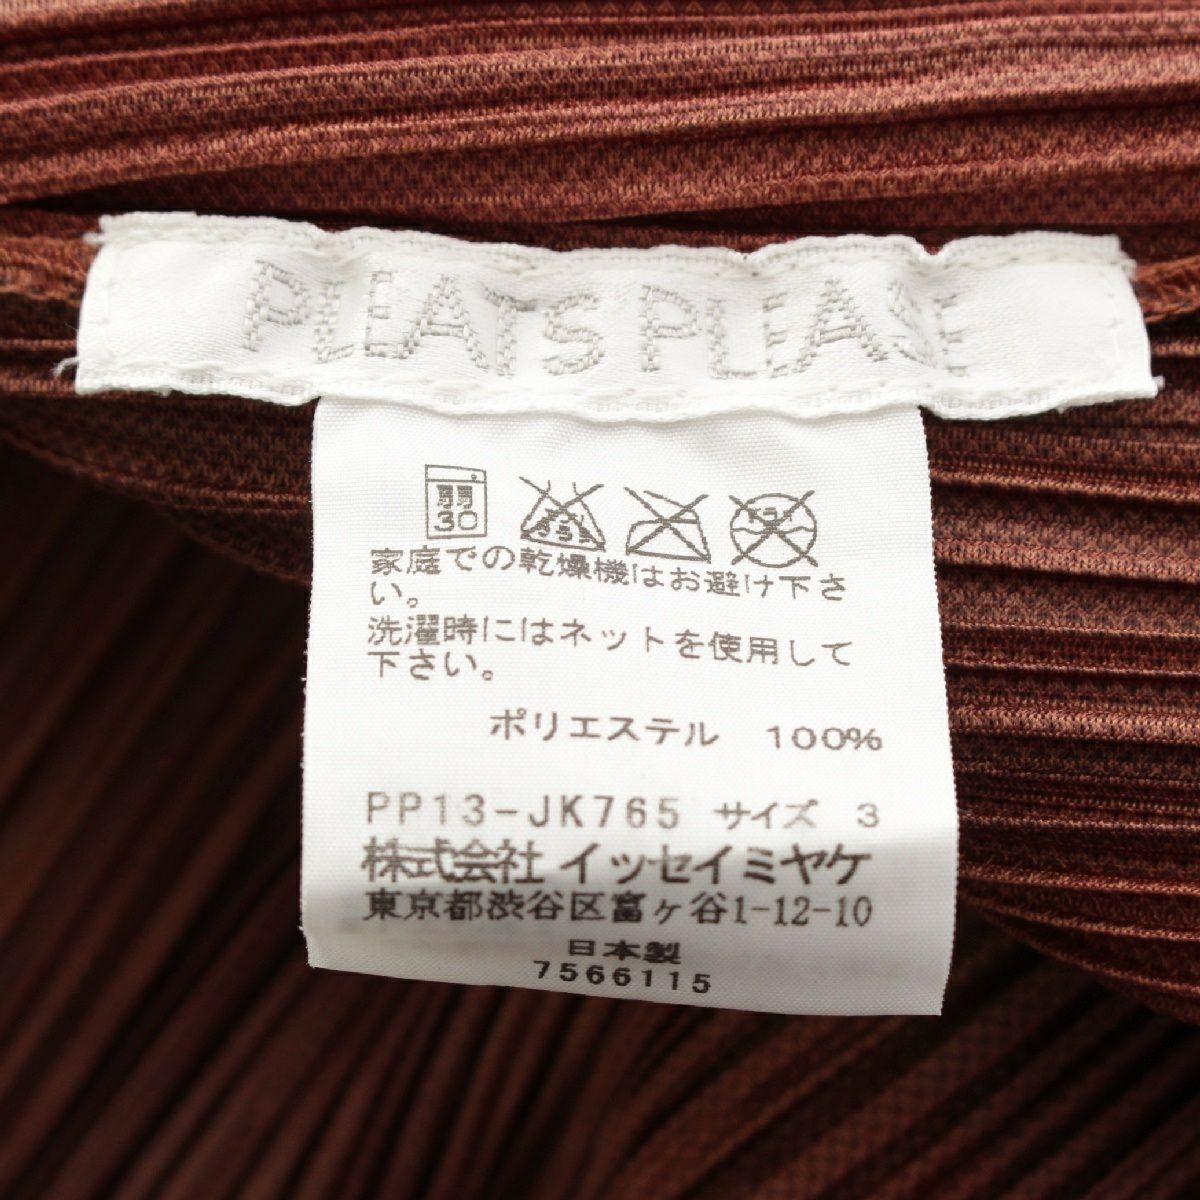 PLEATS PLEASE
弱
30
家庭での乾燥機はお避け下さ
い。
洗濯時にはネットを使用して
下さい。
ポリエステル 100%
PP13-JK765 サイズ 3
株式会社 イッセイミヤケ
東京都渋谷区富ヶ谷1-12-10
日本製
7566115